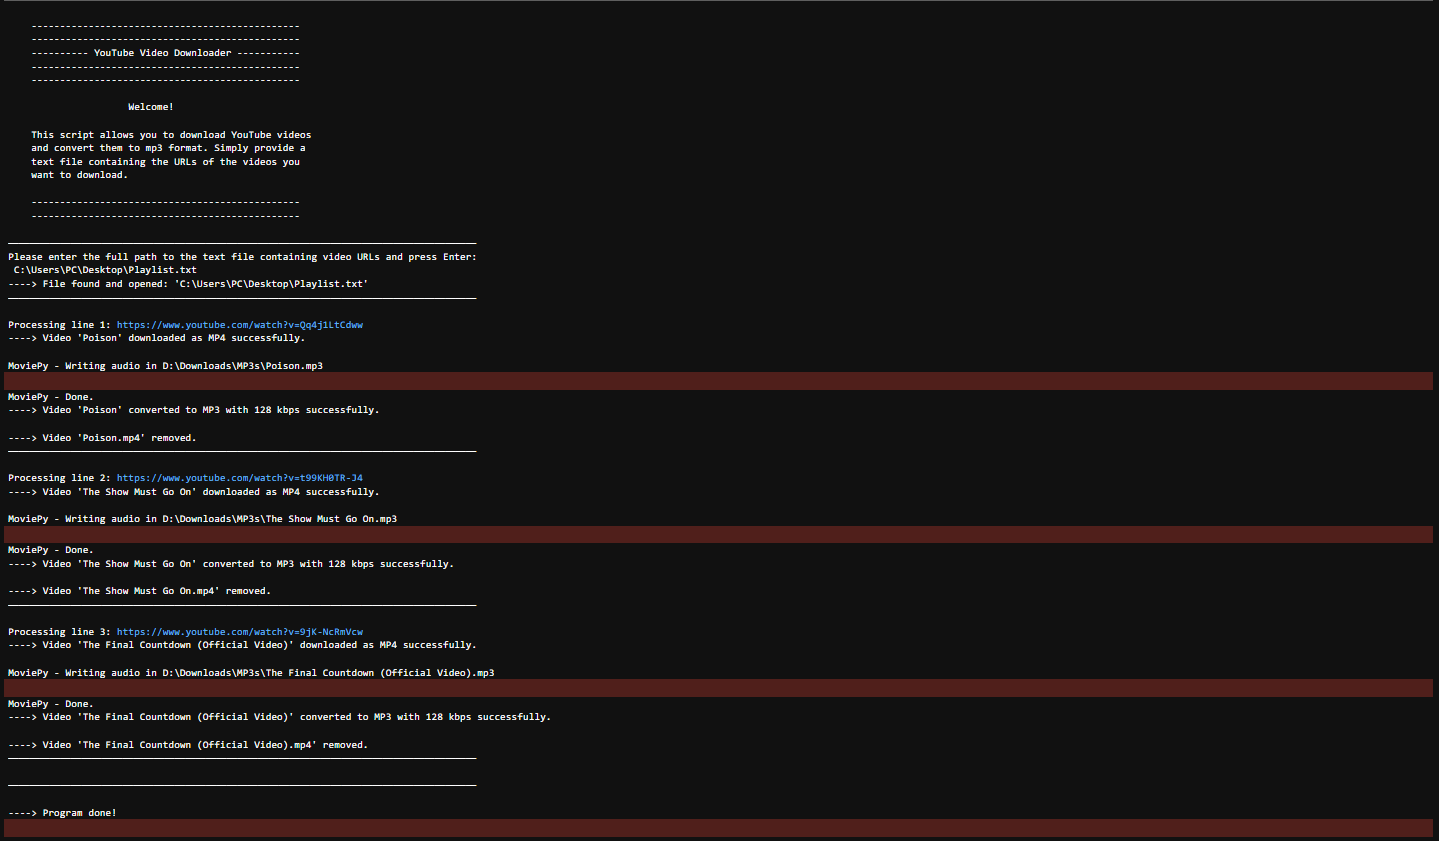 -----------------------------------------------
-----------------------------------------------
---------- YouTube Video Downloader -----------
-----------------------------------------------
-----------------------------------------------
Welcome!
This script allows you to download YouTube videos
and convert them to mp3 format. Simply provide a
text file containing the URLs of the videos you
want to download.
-----------------------------------------------
-----------------------------------------------
Please enter the full path to the text file containing video URLs and press Enter:
C:\Users\PC\Desktop\Playlist.txt
----> File found and opened: 'C:\Users\PC\Desktop\Playlist.txt'
Processing line 1: https://www.youtube.com/watch?v=Qq4j1LtCdww
----> Video 'Poison' downloaded as MP4 successfully.
MoviePy - Writing audio in D:\Downloads\MP3s\Poison.mp3
MoviePy - Done.
----> Video 'Poison' converted to MP3 with 128 kbps successfully.
----> Video 'Poison.mp4' removed.
Processing line 2: https://www.youtube.com/watch?v=t99KH0TR-J4
----> Video 'The Show Must Go On' downloaded as MP4 successfully.
MoviePy - Writing audio in D:\Downloads\MP3s\The Show Must Go On.mp3
MoviePy - Done.
----> Video 'The Show Must Go On' converted to MP3 with 128 kbps successfully.
----> Video 'The Show Must Go On.mp4' removed.
Processing line 3: https://www.youtube.com/watch?v=9jK-NcRmVcw
----> Video 'The Final Countdown (Official Video)' downloaded as MP4 successfully.
MoviePy - Writing audio in D:\Downloads\MP3s\The Final Countdown (Official Video).mp3
MoviePy - Done.
----> Video 'The Final Countdown (Official Video)' converted to MP3 with 128 kbps successfully.
----> Video 'The Final Countdown (Official Video).mp4' removed.
----> Program done!